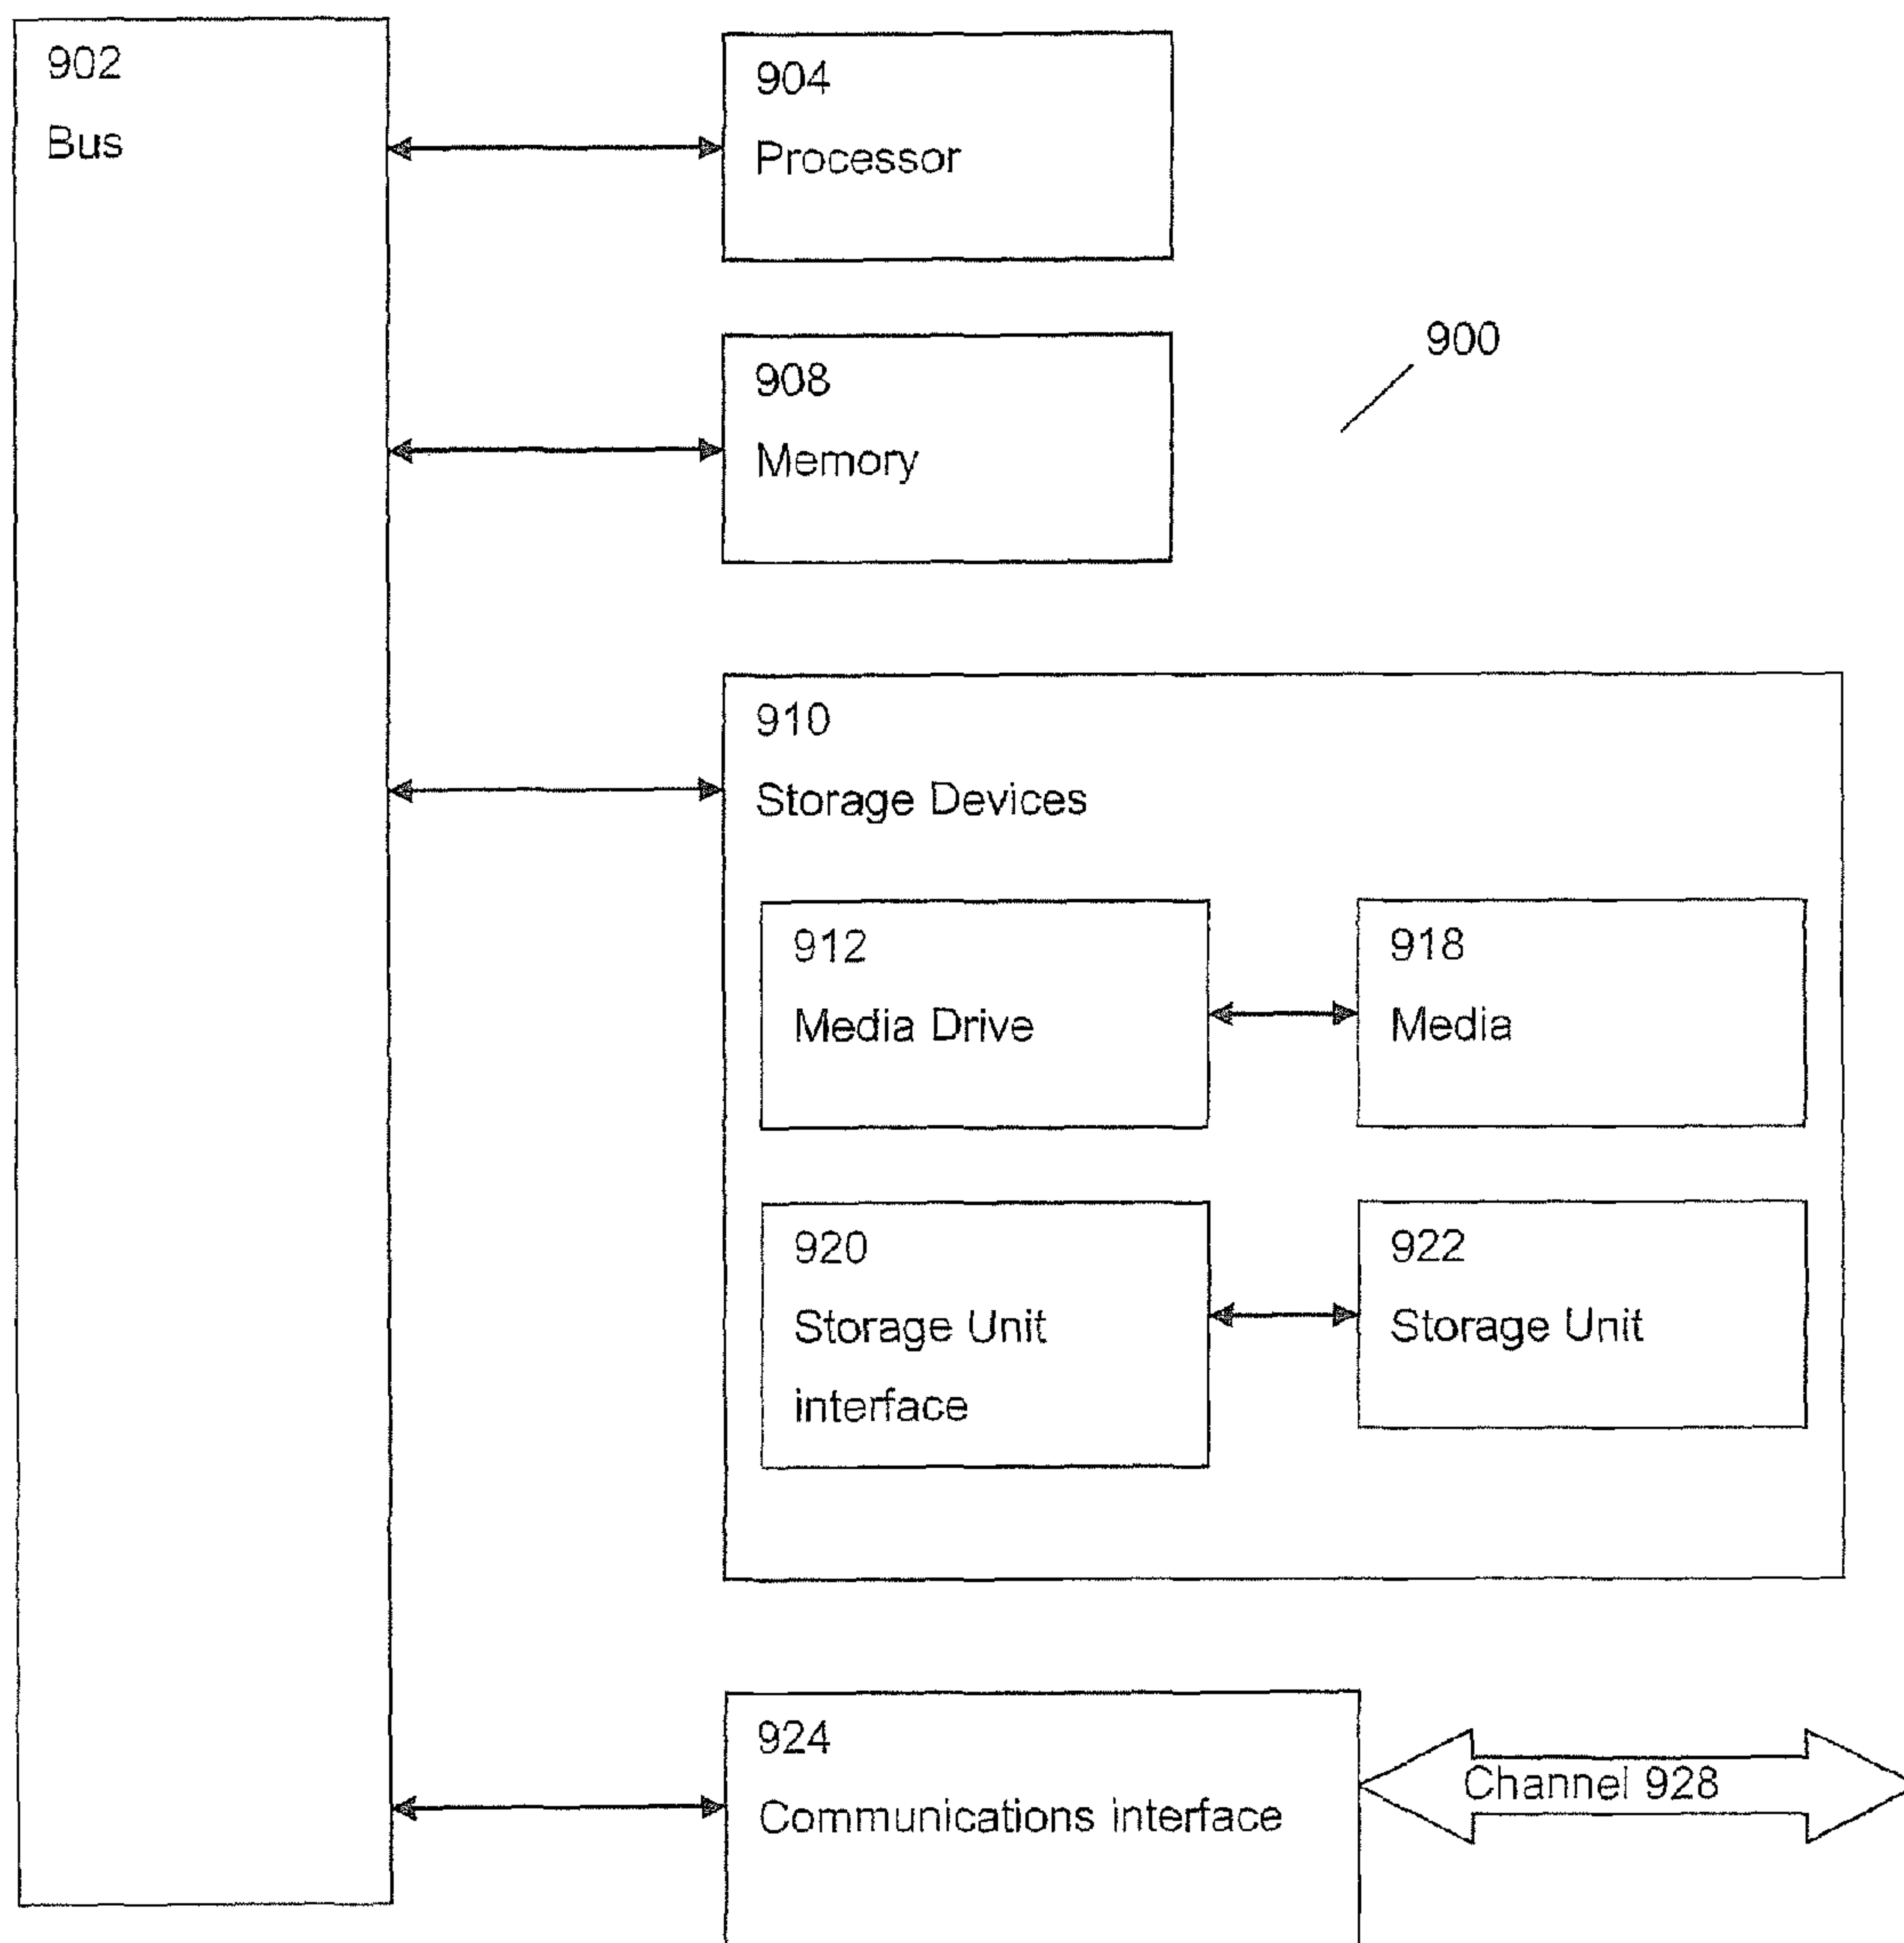 902
Bus
904
Processor
908
Memory
900
910
Storage Devices
912
Media Drive
918
Media
920
Storage Unit
interface
922
Storage Unit
924
Communications interface
Channel 928